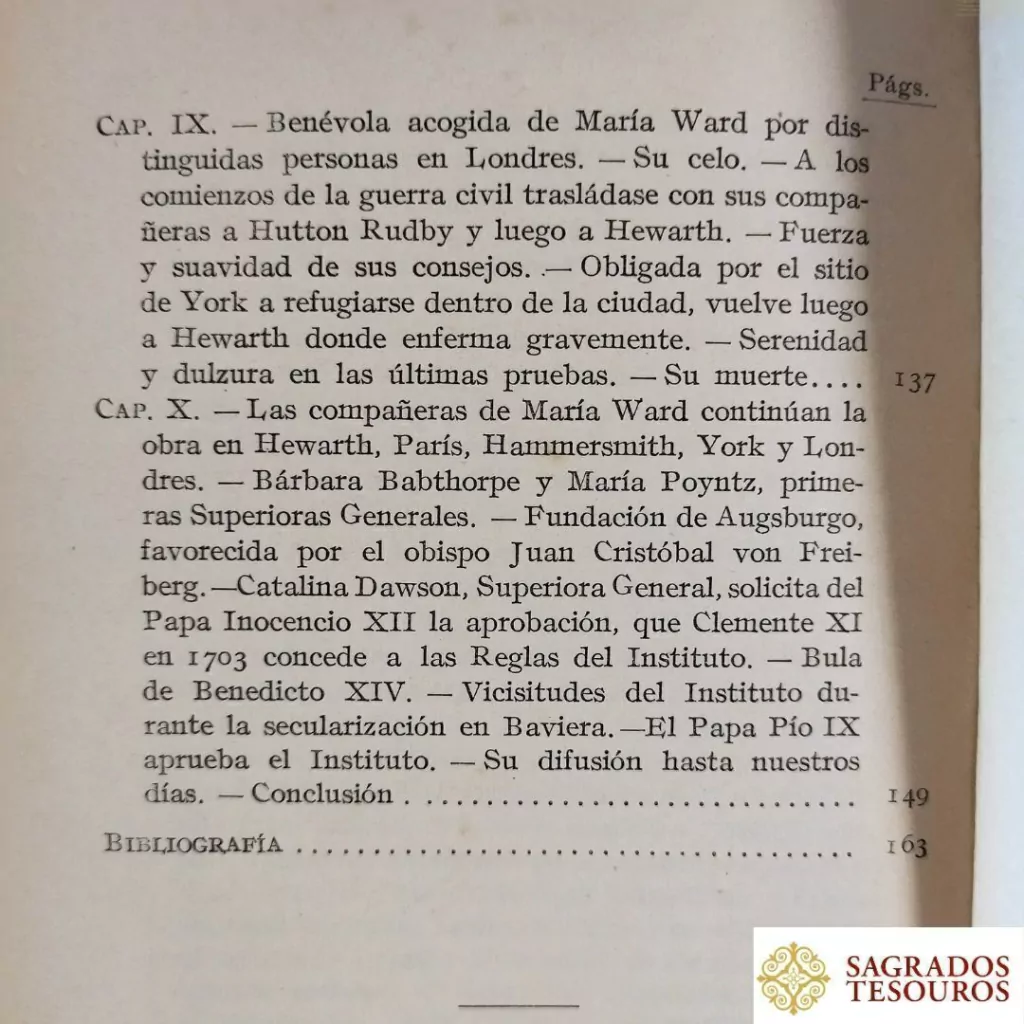 Págs.
CAP. IX. — Benévola acogida de María Ward por dis-
tinguidas personas en Londres. — Su celo. — A los
comienzos de la guerra civil trasládase con sus compa-
ñeras a Hutton Rudby y luego a Hewarth. — Fuerza
y suavidad de sus consejos. — Obligada por el sitio
de York a refugiarse dentro de la ciudad, vuelve luego
a Hewarth donde enferma gravemente. — Serenidad
y dulzura en las últimas pruebas. — Su muerte.... 137
CAP. X. — Las compañeras de María Ward continúan la
obra en Hewarth, París, Hammersmith, York y Lon-
dres. — Bárbara Babthorpe y María Poyntz, prime-
ras Superioras Generales. — Fundación de Augsburgo,
favorecida por el obispo Juan Cristóbal von Frei-
berg.—Catalina Dawson, Superiora General, solicita del
Papa Inocencio XII la aprobación, que Clemente XI
en 1703 concede a las Reglas del Instituto. — Bula
de Benedicto XIV. — Vicisitudes del Instituto du-
rante la secularización en Baviera.—El Papa Pío IX
aprueba el Instituto. — Su difusión hasta nuestros
días. — Conclusión .............................. 149
BIBLIOGRAFÍA ..................................... 163
SAGRADOS
TESOUROS